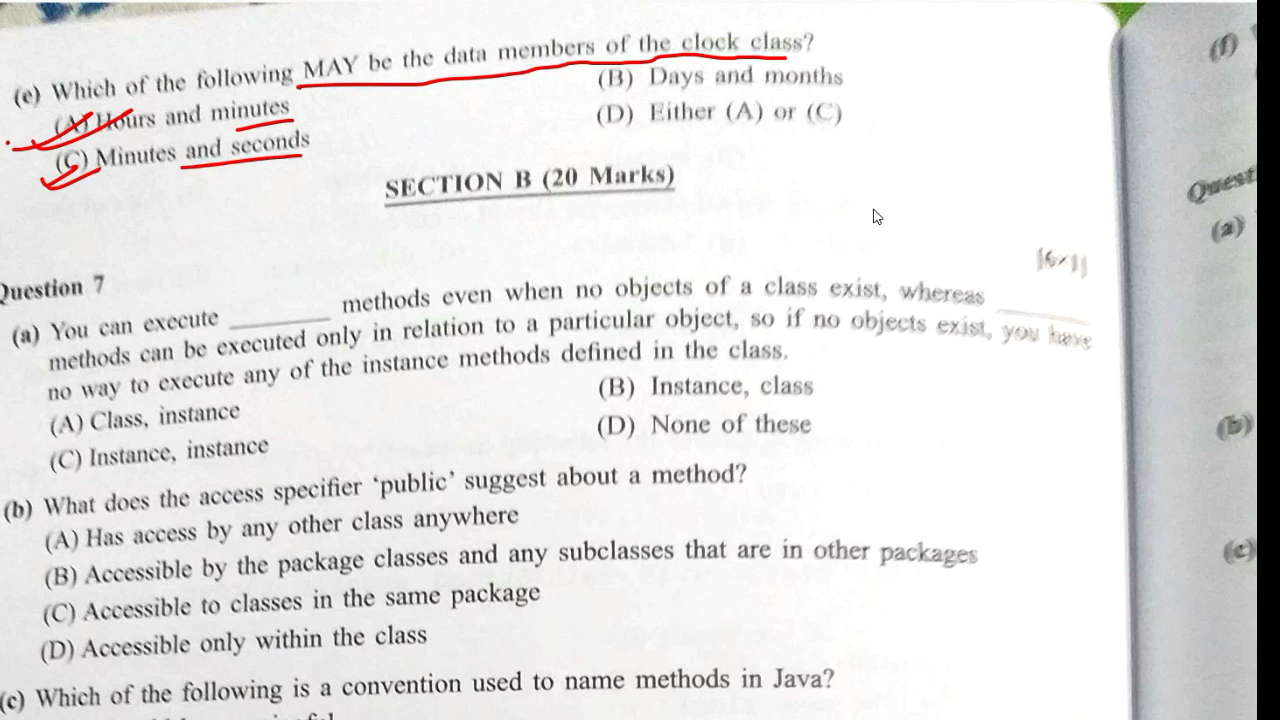 (e) Which of the following MAY be the data members of the clock class?
(A) Hours and minutes
(B) Days and months
(C) Minutes and seconds
(D) Either (A) or (C)
SECTION B (20 Marks)
[6×1]
Question 7
(a) You can execute ________ methods even when no objects of a class exist, whereas ________
methods can be executed only in relation to a particular object, so if no objects exist, you have
no way to execute any of the instance methods defined in the class.
(A) Class, instance
(B) Instance, class
(C) Instance, instance
(D) None of these
(b) What does the access specifier ‘public’ suggest about a method?
(A) Has access by any other class anywhere
(B) Accessible by the package classes and any subclasses that are in other packages
(C) Accessible to classes in the same package
(D) Accessible only within the class
(c) Which of the following is a convention used to name methods in Java?
(f)
Quest
(a)
(b)
(c)